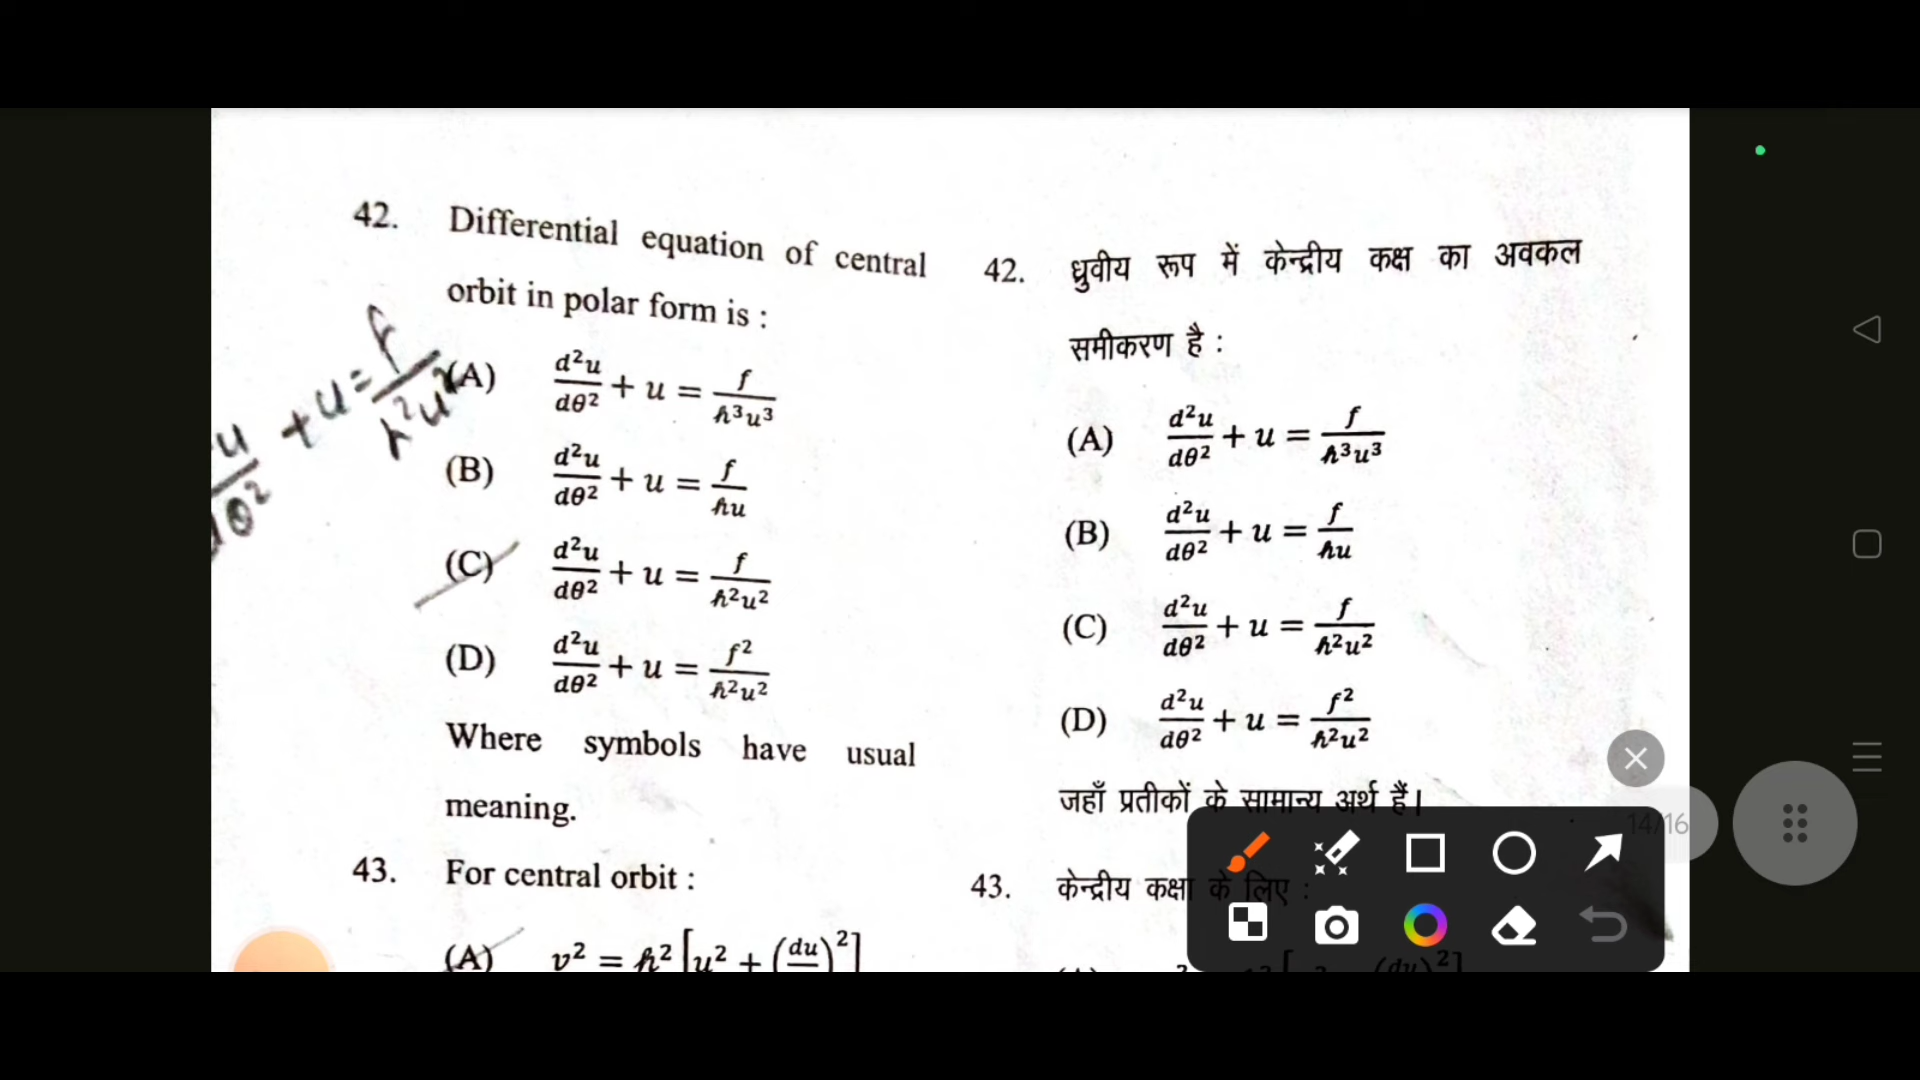 42. Differential equation of central
orbit in polar form is :
u/dθ² + u = f/h²u²
(A) d²u/dθ² + u = f/h³u³
(B) d²u/dθ² + u = f/hu
(C) d²u/dθ² + u = f/h²u²
(D) d²u/dθ² + u = f²/h²u²
Where symbols have usual
meaning.
43. For central orbit :
(A) v² = h² [u² + (du
)²]
42. ध्रुवीय रूप में केन्द्रीय कक्ष का अवकल
समीकरण है :
(A) d²u/dθ² + u = f/h³u³
(B) d²u/dθ² + u = f/hu
(C) d²u/dθ² + u = f/h²u²
(D) d²u/dθ² + u = f²/h²u²
जहाँ प्रतीकों के सामान्य अर्थ हैं।
43. केन्द्रीय कक्षा के लिए :
14/16